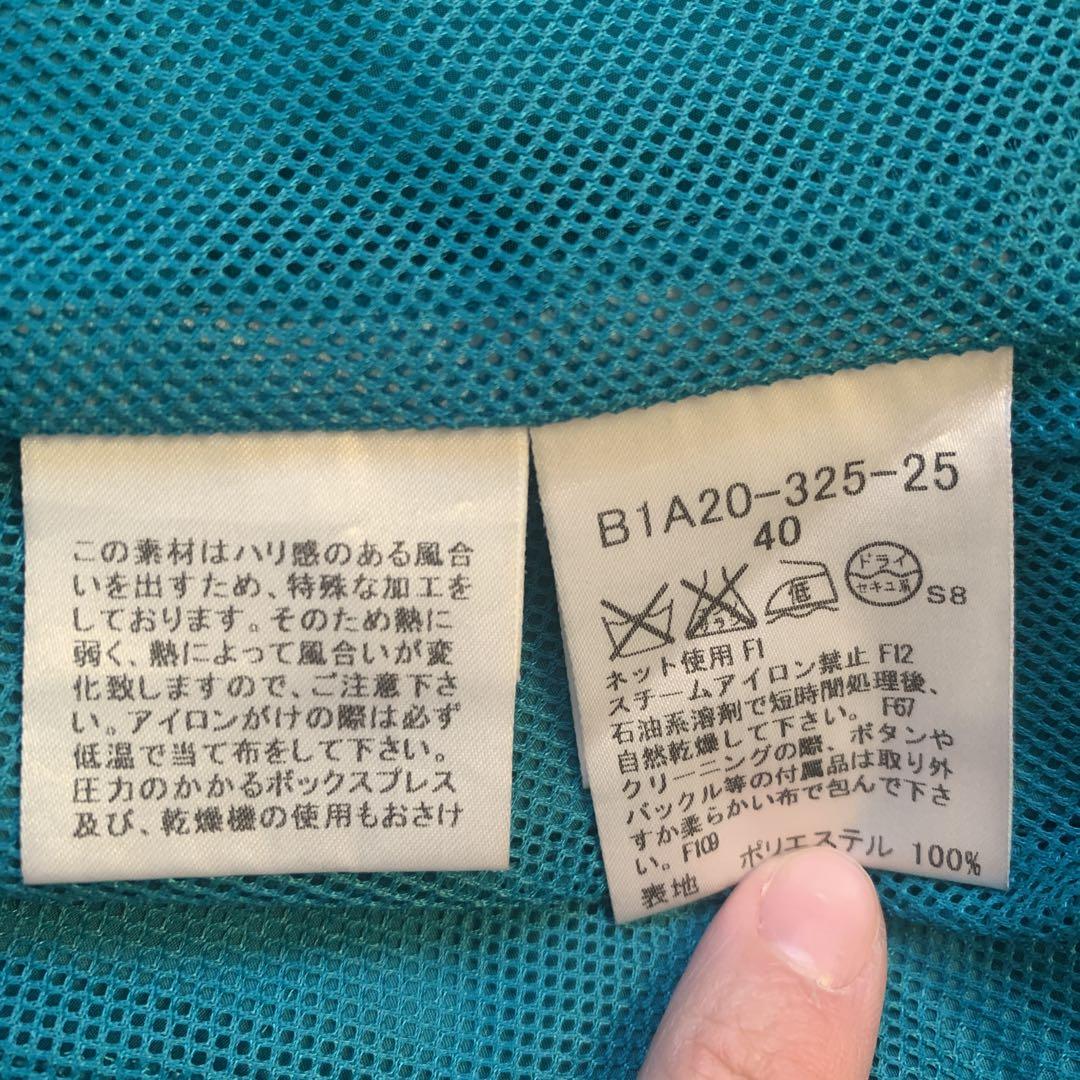 この素材はハリ感のある風合
いを出すため、特殊な加工を
しております。そのため熱に
弱く、熱によって風合いが変
化致しますので、ご注意下さ
い。アイロンがけの際は必ず
低温で当て布をして下さい。
圧力のかかるボックスプレス
及び、乾燥機の使用もおさけ
B1A20-325-25
40
エンソ
サラシ
低
ドライ
セキユ系
S8
ネット使用 F1
スチームアイロン禁止 F12
石油系溶剤で短時間処理後、
自然乾燥して下さい。 F67
クリーニングの際、ボタンや
バックル等の付属品は取り外
すか柔らかい布で包んで下さ
い。F109
表地 ポリエステル 100%